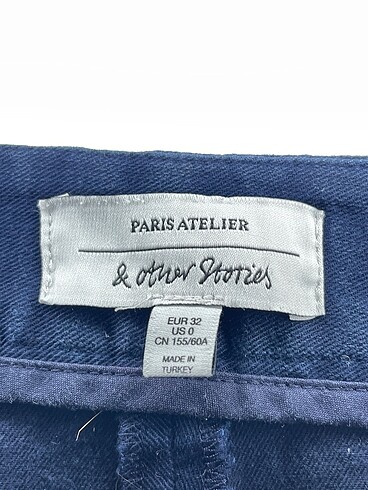 PARIS ATELIER
& other Stories
EUR 32
US 0
CN 155/60A
MADE IN
TURKEY